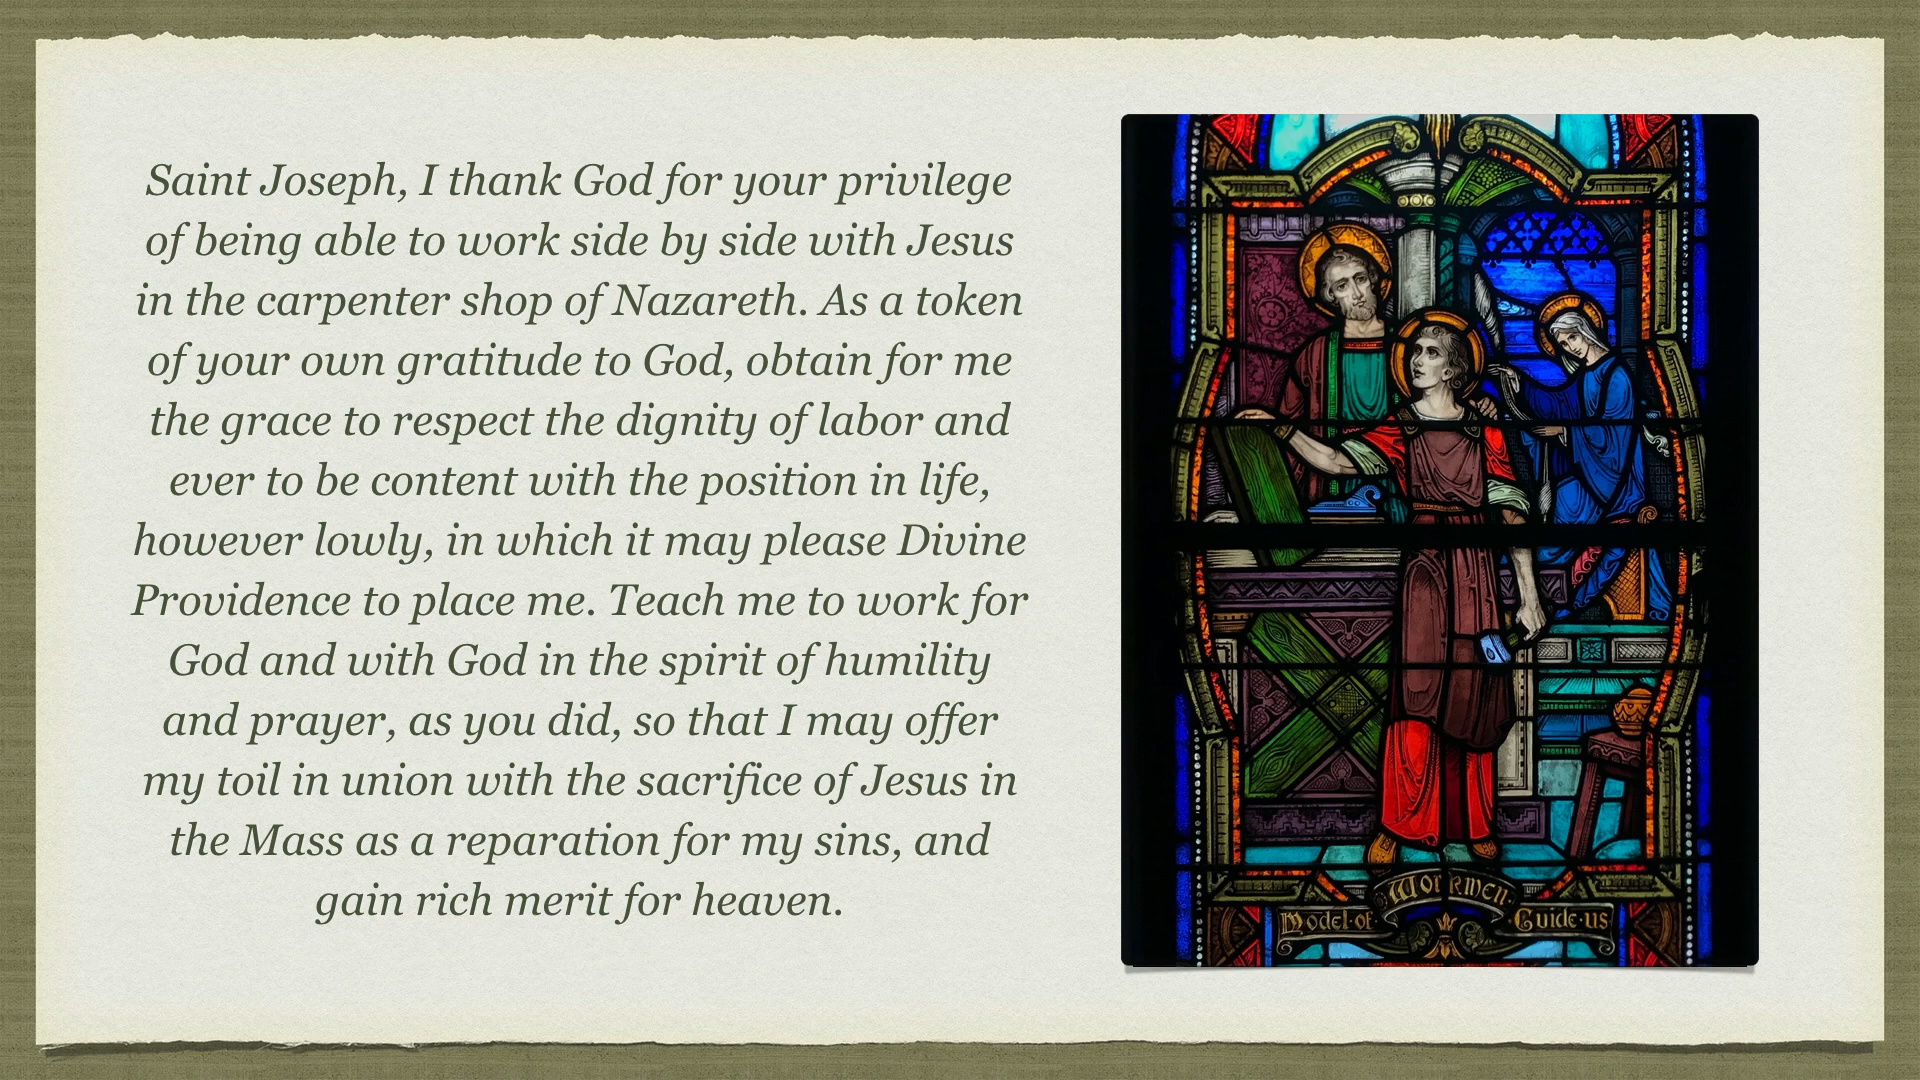 Saint Joseph, I thank God for your privilege
of being able to work side by side with Jesus
in the carpenter shop of Nazareth. As a token
of your own gratitude to God, obtain for me
the grace to respect the dignity of labor and
ever to be content with the position in life,
however lowly, in which it may please Divine
Providence to place me. Teach me to work for
God and with God in the spirit of humility
and prayer, as you did, so that I may offer
my toil in union with the sacrifice of Jesus in
the Mass as a reparation for my sins, and
gain rich merit for heaven.
Model·of
Workmen
Guide·us